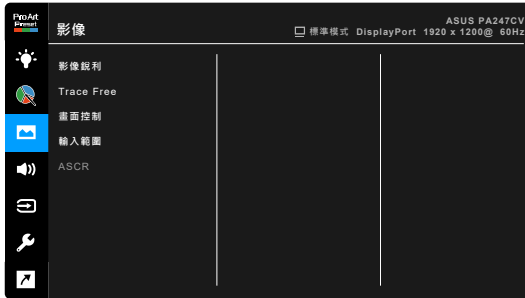 ProArt
Preset
影像
ASUS PA247CV
標準模式 DisplayPort 1920 x 1200@ 60Hz
影像銳利
Trace Free
畫面控制
輸入範圍
ASCR